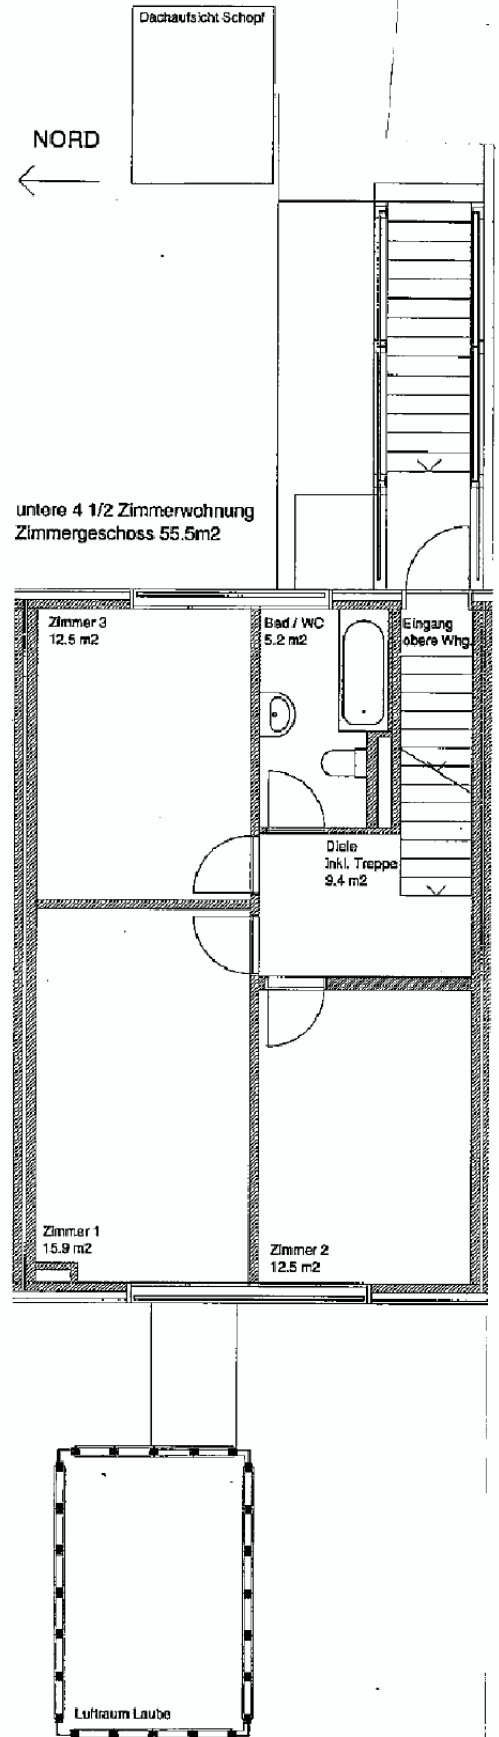 Dachaufsicht Schopf
NORD
untere 4 1/2 Zimmerwohnung
Zimmergeschoss 55.5m2
Zimmer 3
12.5 m2
Bad / WC
5.2 m2
Eingang
obere Whg.
Diele
Inkl. Treppe
9.4 m2
Zimmer 1
15.9 m2
Zimmer 2
12.5 m2
Luftraum Laube